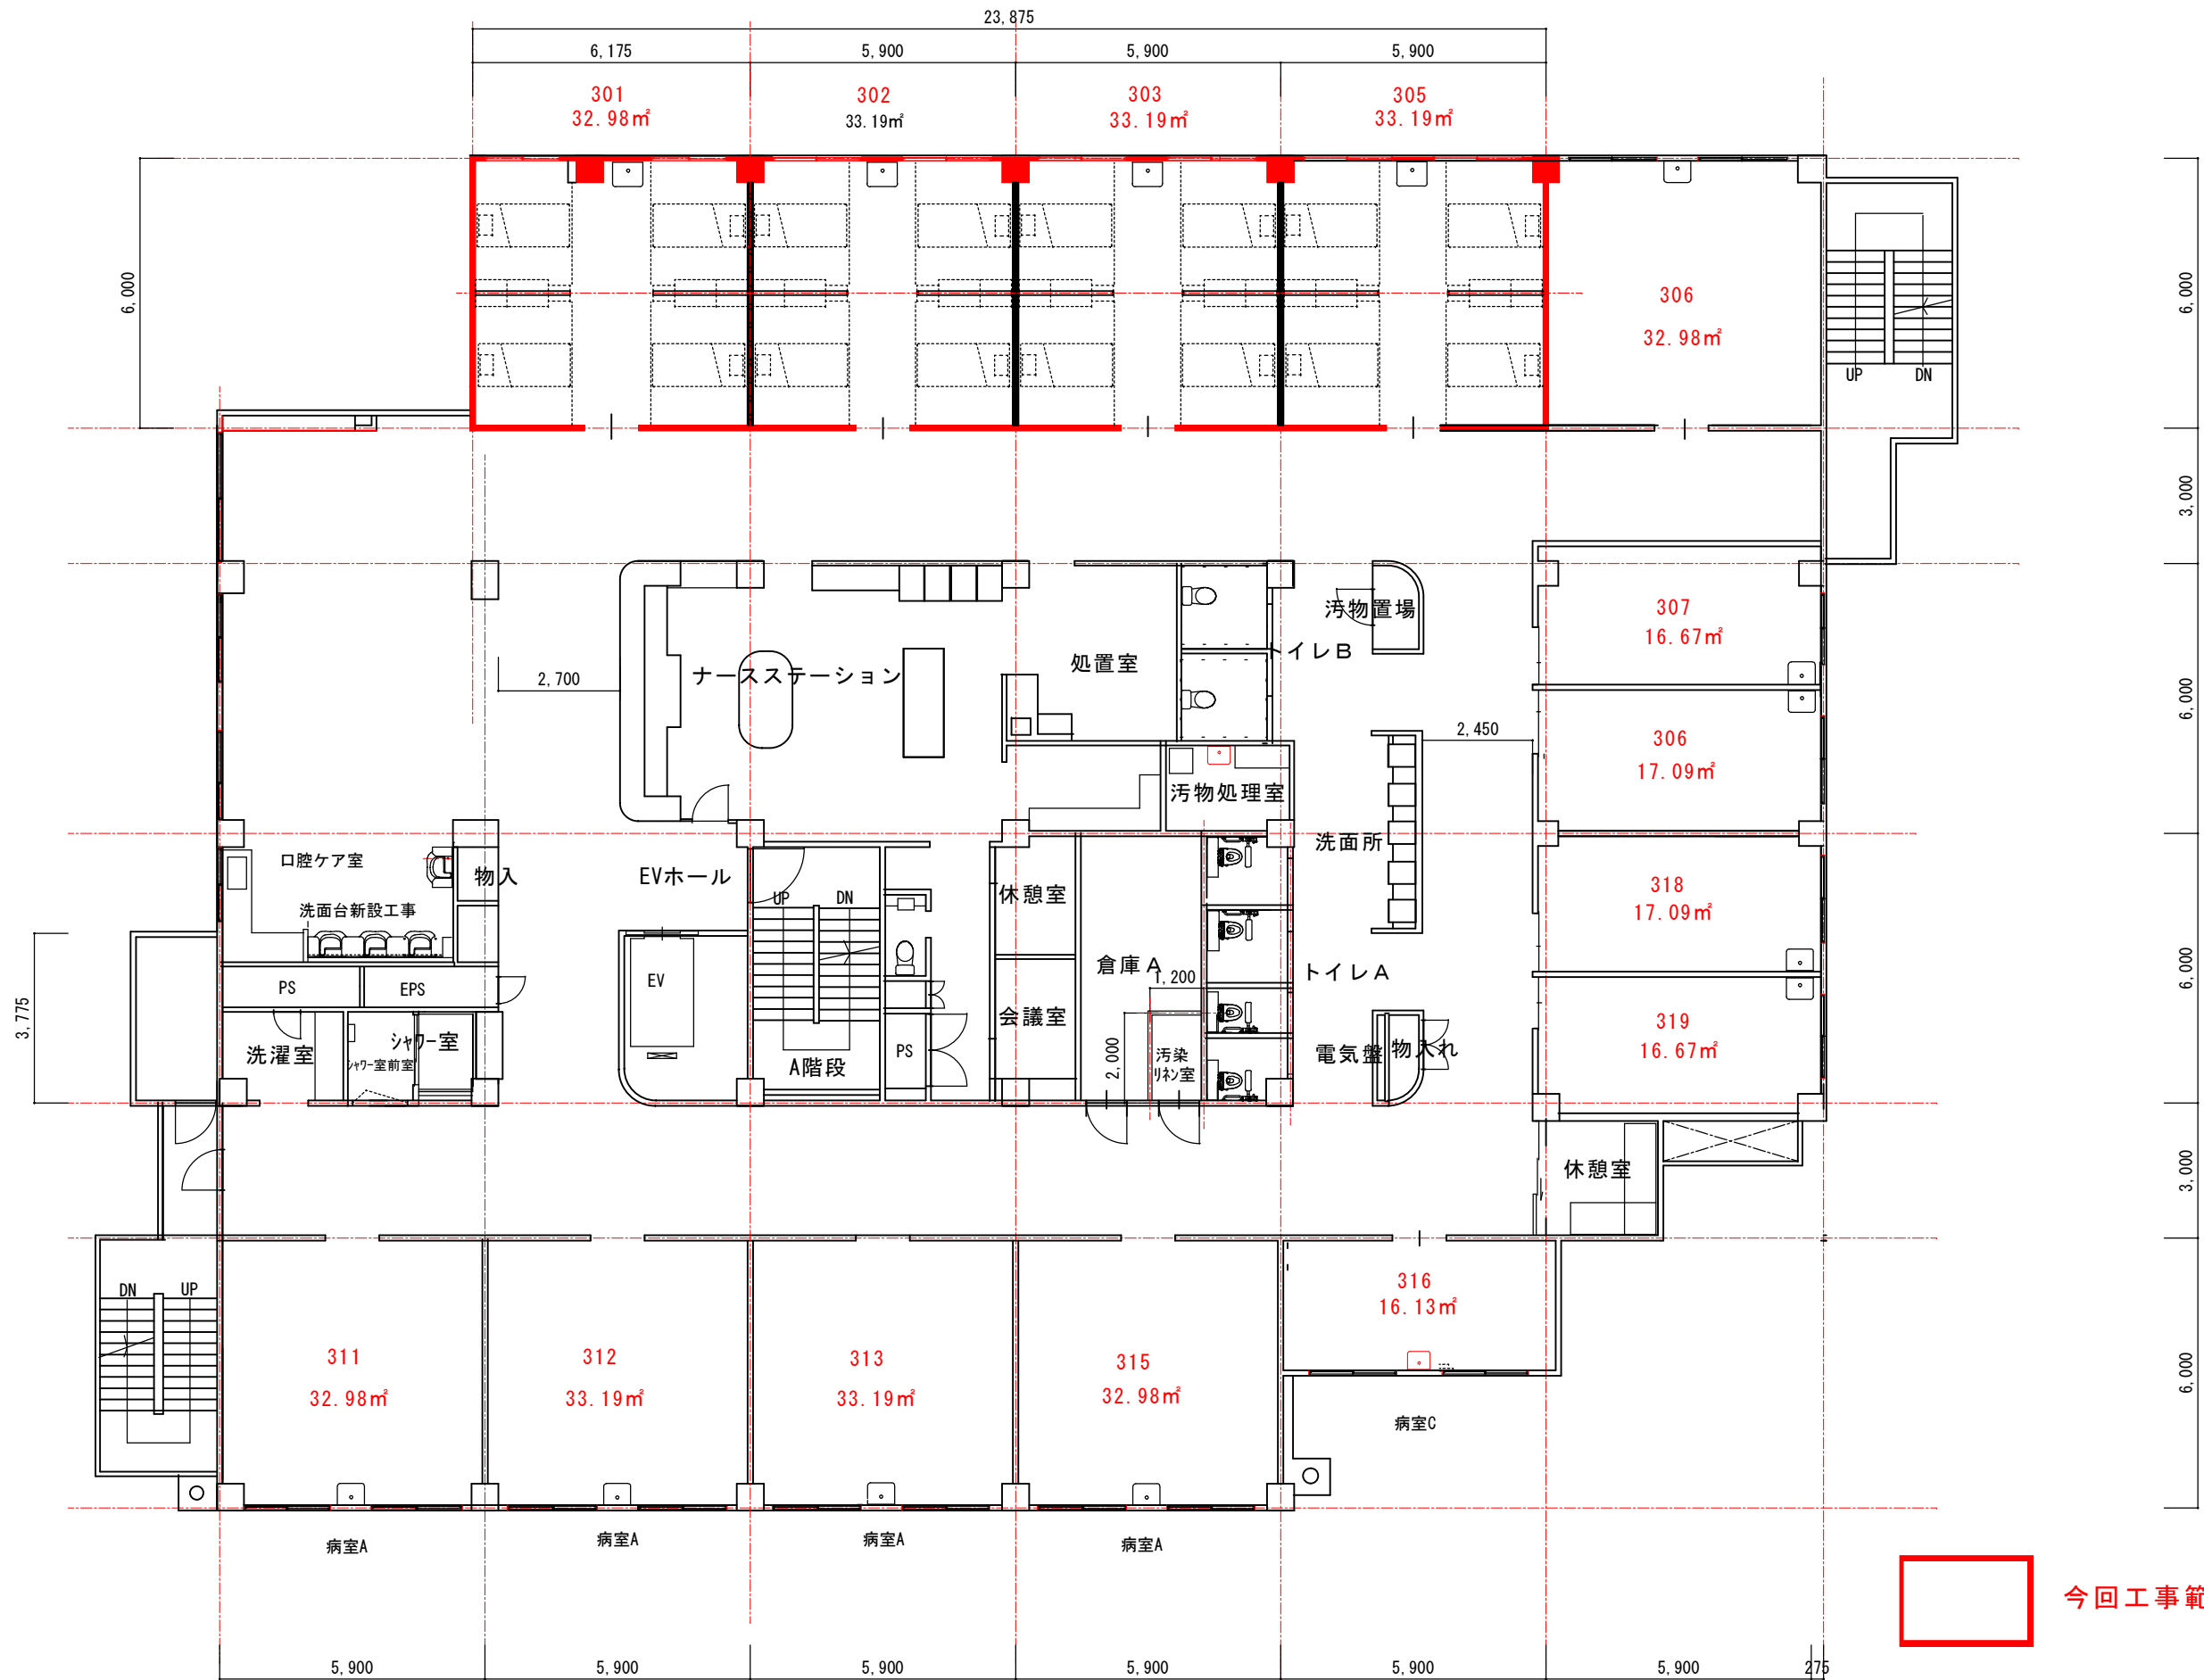 23,875
6,175
5,900
5,900
5,900
301
32.98㎡
302
33.19㎡
303
33.19㎡
305
33.19㎡
6,000
6,000
306
32.98㎡
UP
DN
3,000
307
16.67㎡
汚物置場
トイレB
処置室
ナースステーション
2,700
6,000
306
17.09㎡
2,450
汚物処理室
洗面所
口腔ケア室
物入
EVホール
洗面台新設工事
UP
DN
休憩室
318
17.09㎡
倉庫A
1,200
トイレA
EV
PS
EPS
6,000
3,775
会議室
319
16.67㎡
洗濯室
シャワー室
シャワー室前室
A階段
PS
2,000
汚染
リネン室
電気盤
物入れ
休憩室
3,000
DN
UP
316
16.13㎡
311
32.98㎡
312
33.19㎡
313
33.19㎡
315
32.98㎡
6,000
病室C
病室A
病室A
病室A
病室A
今回工事範
5,900
5,900
5,900
5,900
5,900
5,900
275